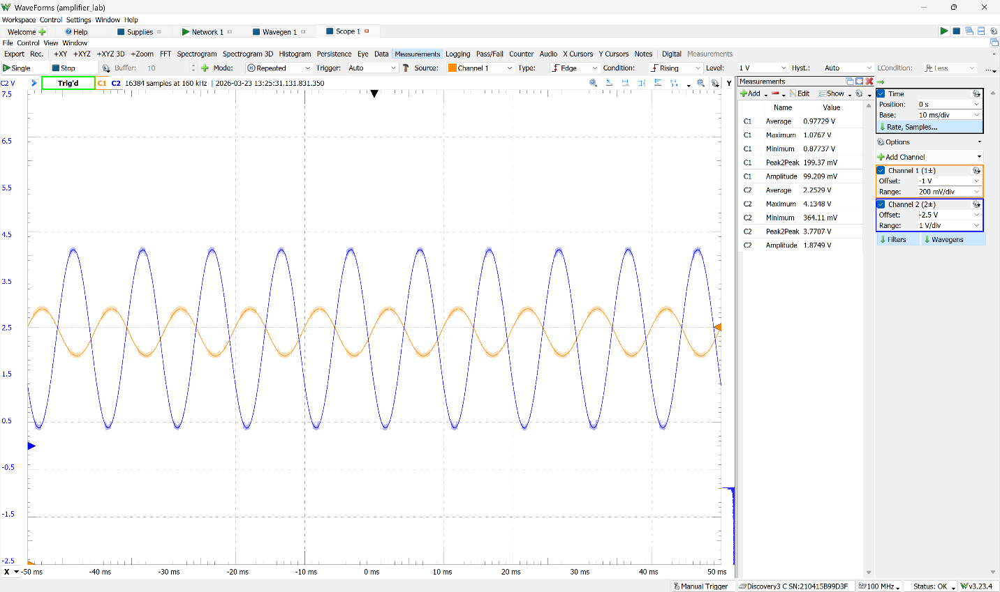 WaveForms (amplifier_lab)
Workspace Control Settings Window Help
Welcome Help Supplies Network 1 Wavegen 1 Scope 1
File Control View Window
Export Rec. +XY +XYZ +XYZ 3D +Zoom FFT Spectrogram Spectrogram 3D Histogram Persistence Eye Data Measurements Logging Pass/Fail Counter Audio X Cursors Y Cursors Notes Digital Measurements
Single Stop Buffer: 10 Mode: Repeated Trigger: Auto Source: Channel 1 Type: Edge Condition: Rising Level: 1 V Hyst.: Auto LCondition: Less ...
C2 V Trig'd C1 C2 16384 samples at 160 kHz | 2026-03-23 13:25:31.131.831.350 Y
7.5
6.5
5.5
4.5
3.5
2.5
1.5
0.5
-0.5
-1.5
-2.5
X -50 ms -40 ms -30 ms -20 ms -10 ms 0 ms 10 ms 20 ms 30 ms 40 ms 50 ms
Measurements
Add Edit Show
Name Value
C1 Average 0.97729 V
C1 Maximum 1.0767 V
C1 Minimum 0.87737 V
C1 Peak2Peak 199.37 mV
C1 Amplitude 99.209 mV
C2 Average 2.2529 V
C2 Maximum 4.1348 V
C2 Minimum 364.11 mV
C2 Peak2Peak 3.7707 V
C2 Amplitude 1.8749 V
Time
Position: 0 s
Base: 10 ms/div
Rate, Samples...
Options
Add Channel
Channel 1 (1±)
Offset: -1 V
Range: 200 mV/div
Channel 2 (2±)
Offset: -2.5 V
Range: 1 V/div
Filters Wavegens
Manual Trigger Discovery3 C SN:210415B99D3F 100 MHz Status: OK v3.23.4